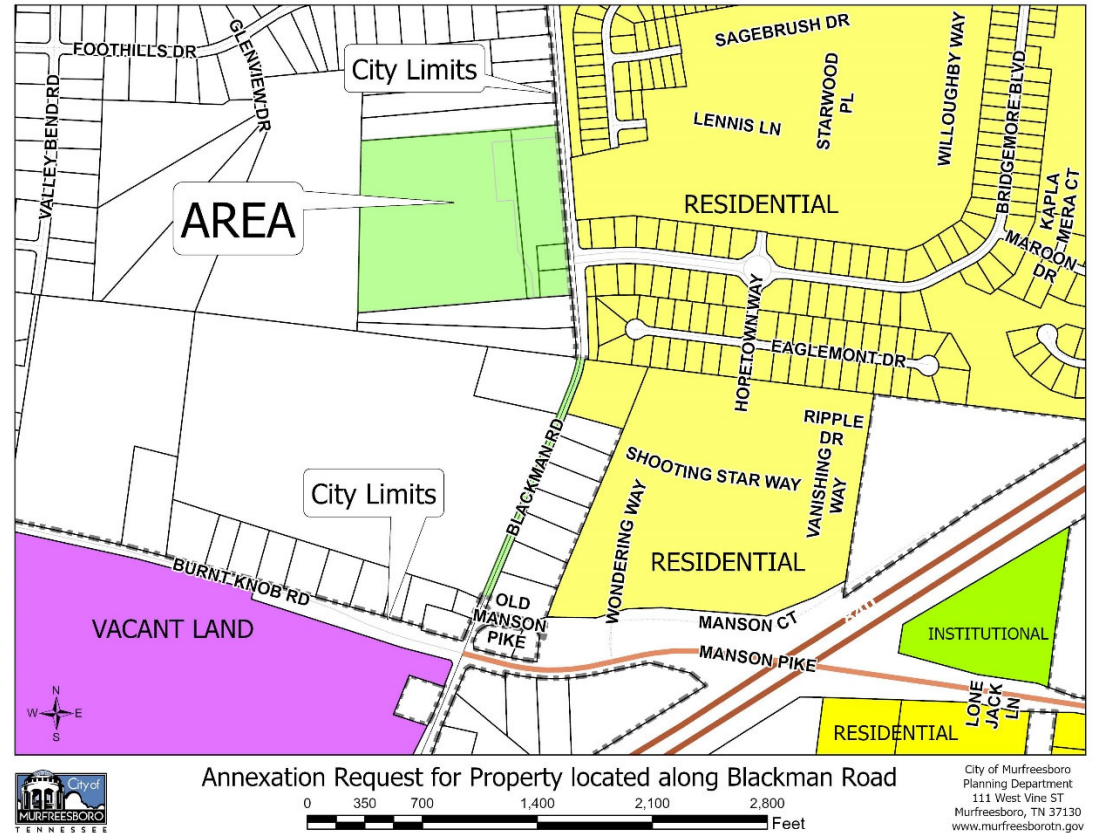 FOOTHILLS DR
GLENVIEW DR
VALLEY BEND RD
City Limits
SAGEBRUSH DR
LENNIS LN
STARWOOD
PL
WILLOUGHBY WAY
BRIDGEMORE BLVD
KAPLA
MERA CT
MAROON
DR
RESIDENTIAL
AREA
HOPETOWN WAY
EAGLEMONT DR
BLACKMAN RD
RIPPLE
DR
SHOOTING STAR WAY
VANISHING
WAY
WONDERING WAY
RESIDENTIAL
City Limits
BURNT KNOB RD
OLD
MANSON
PIKE
MANSON CT
MANSON PIKE
VACANT LAND
INSTITUTIONAL
LONE
JACK
LN
RESIDENTIAL
N
W E
S
City of
MURFREESBORO
TENNESSEE
Annexation Request for Property located along Blackman Road
0 350 700 1,400 2,100 2,800
Feet
City of Murfreesboro
Planning Department
111 West Vine ST
Murfreesboro, TN 37130
www.murfreesborotn.gov